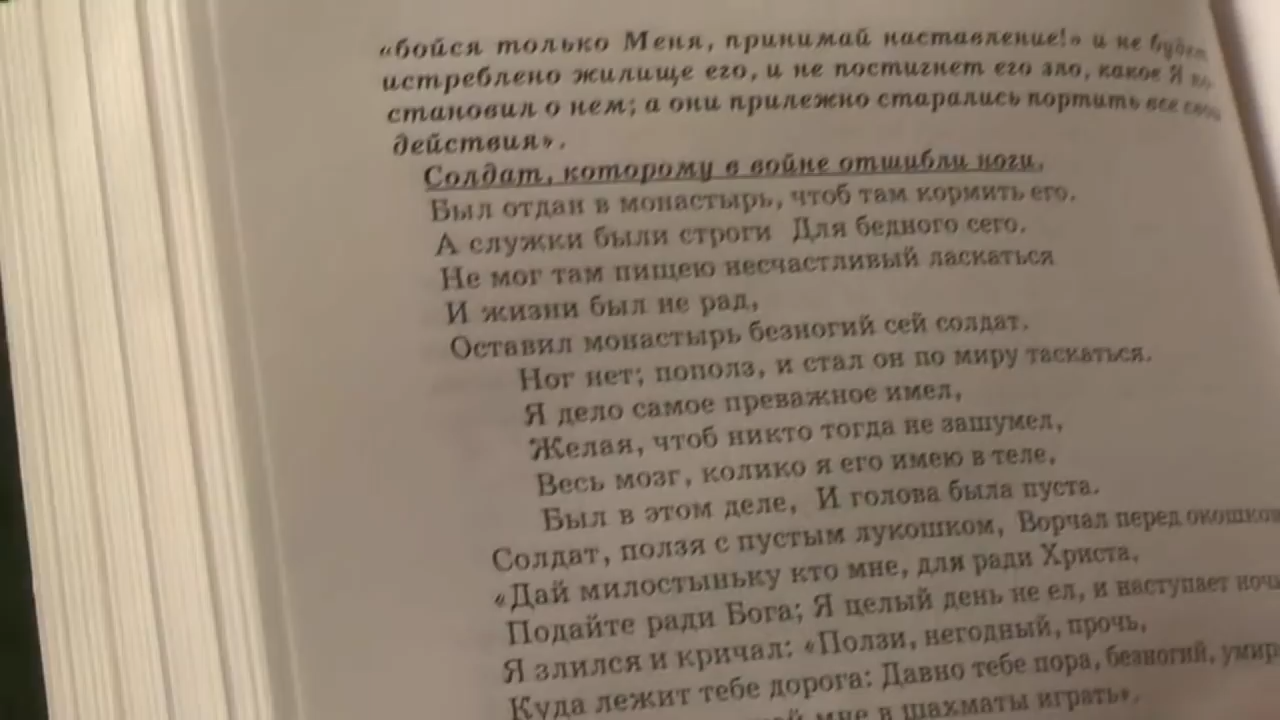 «бойся только Меня, принимай наставление!» и не будет
истреблено жилище его, и не постигнет его зло, какое Я по
становил о нем; а они прилежно старались портить все свои
действия».
Солдат, которому в войне отшибли ноги,
Был отдан в монастырь, чтоб там кормить его.
А служки были строги Для бедного сего.
Не мог там пищею несчастливый ласкаться
И жизни был не рад,
Оставил монастырь безногий сей солдат.
Ног нет; пополз, и стал он по миру таскаться.
Я дело самое преважное имел,
Желая, чтоб никто тогда не зашумел,
Весь мозг, колико я его имею в теле,
Был в этом деле, И голова была пуста.
Солдат, ползя с пустым лукошком, Ворчал перед окошком
«Дай милостыньку кто мне, для ради Христа,
Подайте ради Бога; Я целый день не ел, и наступает ночь
Я злился и кричал: «Ползи, негодный, прочь,
Куда лежит тебе дорога: Давно тебе пора, безногий, умир
мне в шахматы играть».